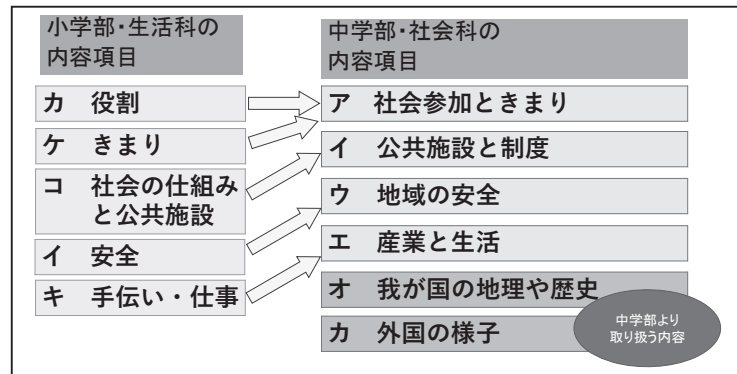 小学部・生活科の
内容項目
カ 役割
ケ きまり
コ 社会の仕組み
と公共施設
イ 安全
キ 手伝い・仕事
中学部・社会科の
内容項目
ア 社会参加ときまり
イ 公共施設と制度
ウ 地域の安全
エ 産業と生活
オ 我が国の地理や歴史
カ 外国の様子
中学部より
取り扱う内容